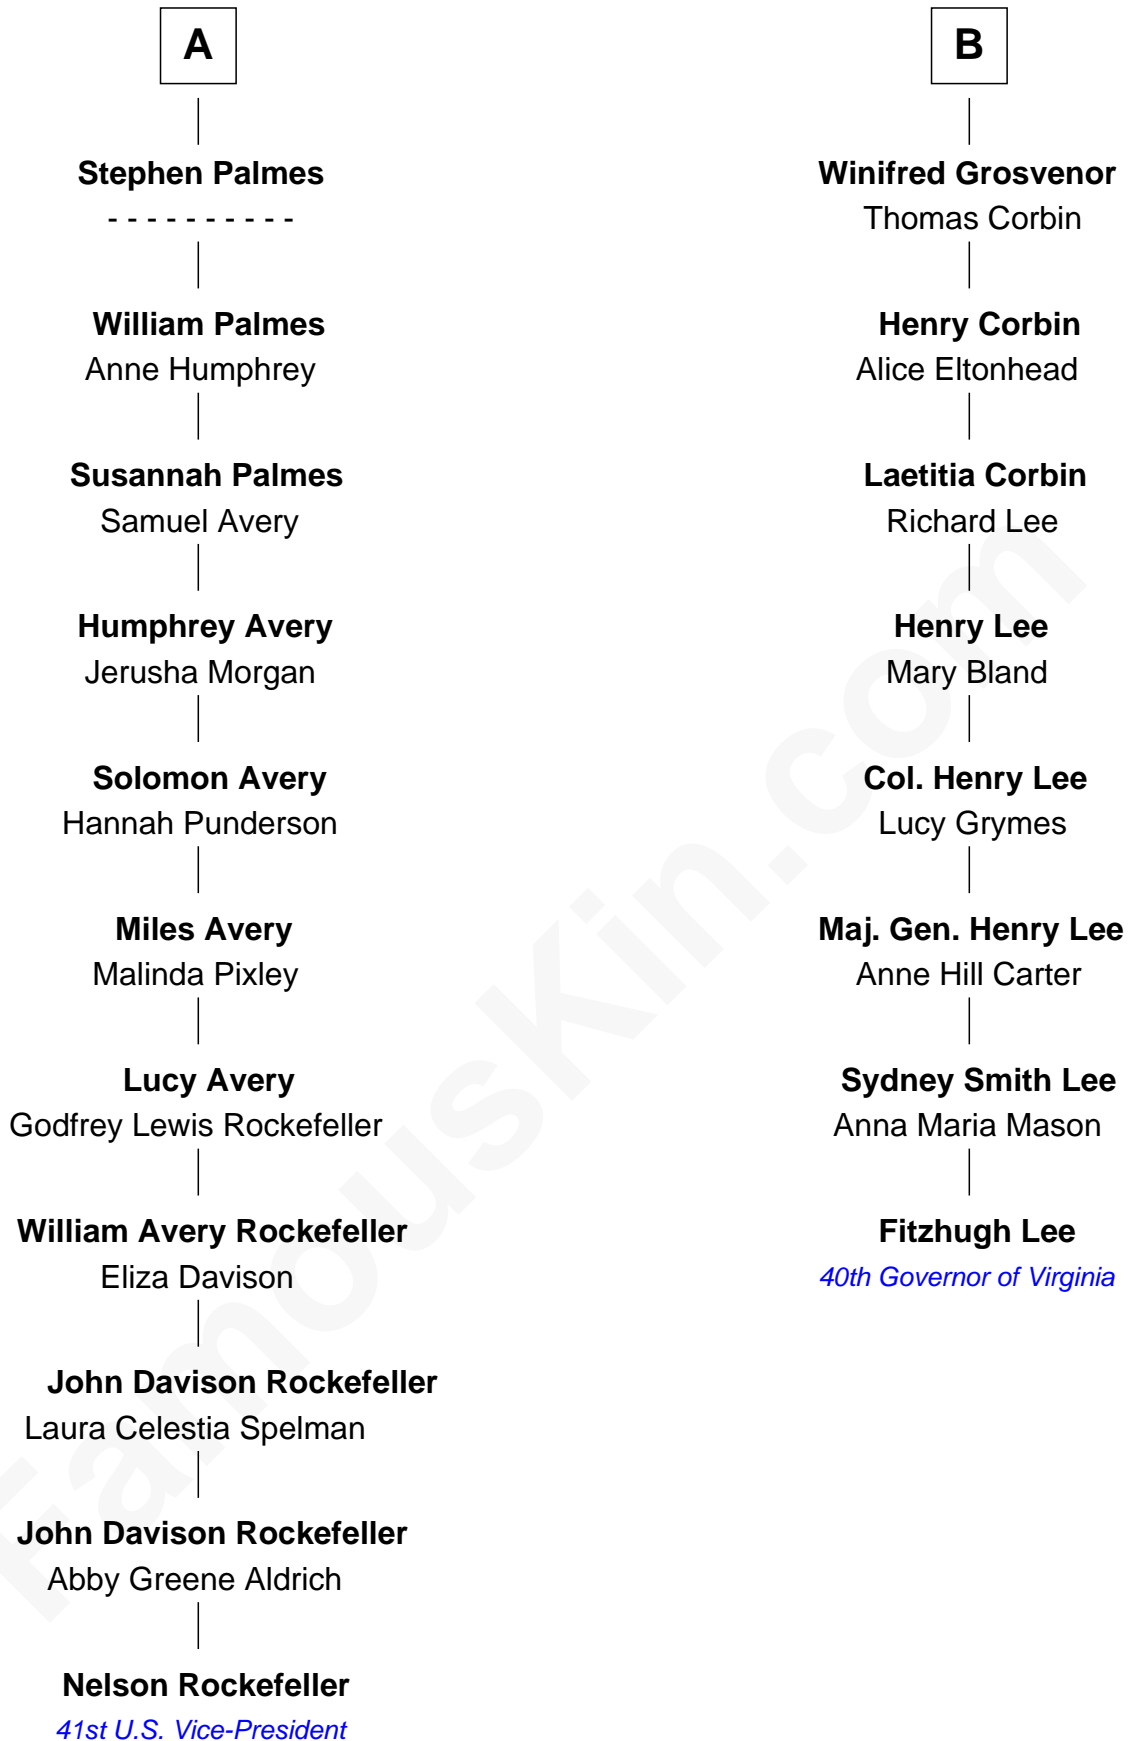 A
Stephen Palmes
- - - - - - - - - -
William Palmes
Anne Humphrey
Susannah Palmes
Samuel Avery
Humphrey Avery
Jerusha Morgan
Solomon Avery
Hannah Punderson
Miles Avery
Malinda Pixley
Lucy Avery
Godfrey Lewis Rockefeller
William Avery Rockefeller
Eliza Davison
John Davison Rockefeller
Laura Celestia Spelman
John Davison Rockefeller
Abby Greene Aldrich
Nelson Rockefeller
41st U.S. Vice-President
B
Winifred Grosvenor
Thomas Corbin
Henry Corbin
Alice Eltonhead
Laetitia Corbin
Richard Lee
Henry Lee
Mary Bland
Col. Henry Lee
Lucy Grymes
Maj. Gen. Henry Lee
Anne Hill Carter
Sydney Smith Lee
Anna Maria Mason
Fitzhugh Lee
40th Governor of Virginia
FamousKin.com